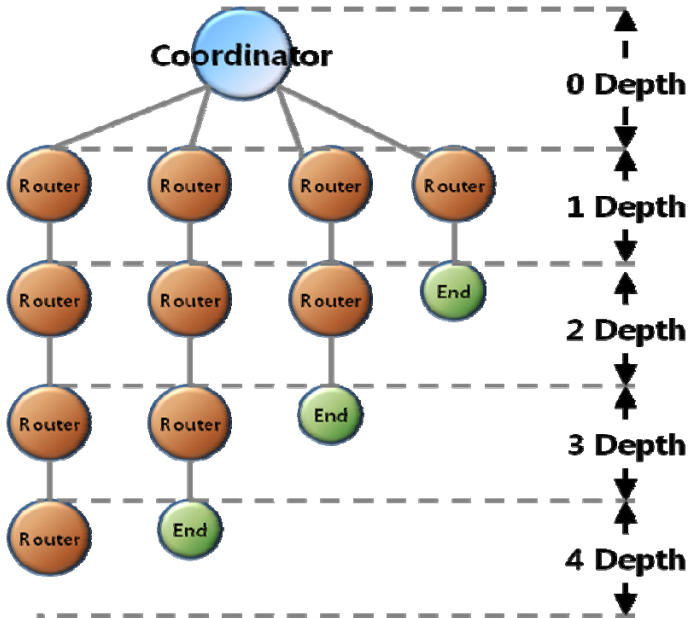 Coordinator
0 Depth
Router Router Router Router
1 Depth
Router Router Router End
2 Depth
Router Router End
3 Depth
Router End
4 Depth